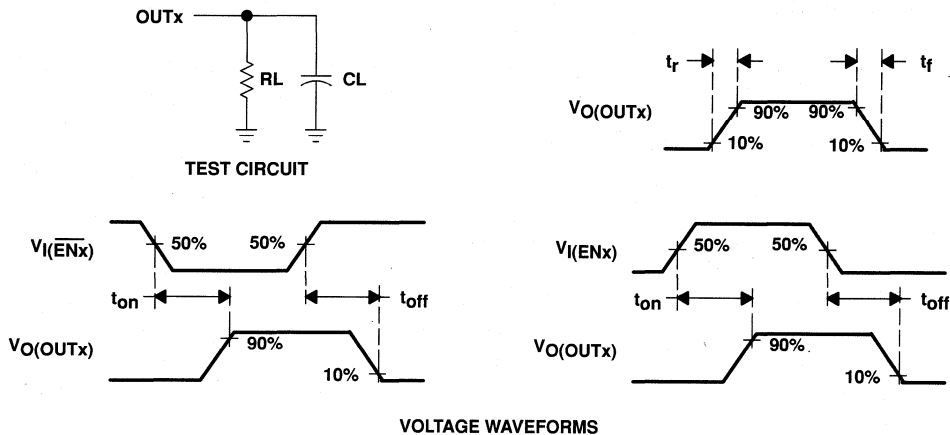 OUTx
RL
CL
TEST CIRCUIT
tr
tf
VO(OUTx)
90%
90%
10%
10%
VI(ENx)
50%
50%
ton
toff
VO(OUTx)
90%
10%
VI(ENx)
50%
50%
ton
toff
VO(OUTx)
90%
10%
VOLTAGE WAVEFORMS